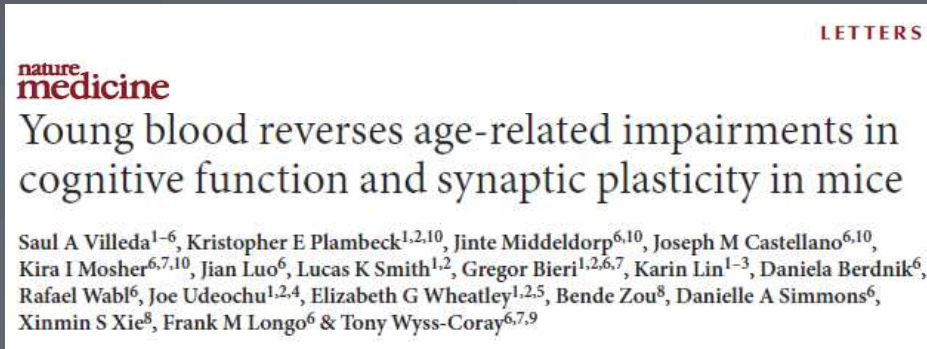 LETTERS
nature
medicine
Young blood reverses age-related impairments in
cognitive function and synaptic plasticity in mice
Saul A Villeda1–6, Kristopher E Plambeck1,2,10, Jinte Middeldorp6,10, Joseph M Castellano6,10,
Kira I Mosher6,7,10, Jian Luo6, Lucas K Smith1,2, Gregor Bieri1,2,6,7, Karin Lin1–3, Daniela Berdnik6,
Rafael Wabl6, Joe Udeochu1,2,4, Elizabeth G Wheatley1,2,5, Bende Zou8, Danielle A Simmons6,
Xinmin S Xie8, Frank M Longo6 & Tony Wyss-Coray6,7,9